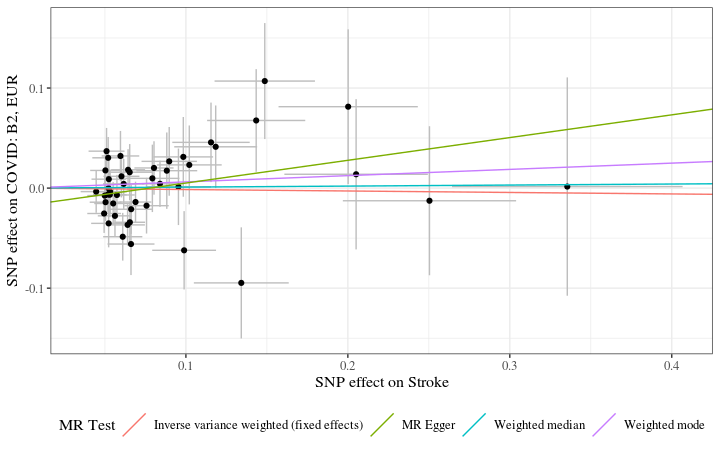 SNP effect on COVID: B2, EUR
0.1
0.0
-0.1
0.1 0.2 0.3 0.4
SNP effect on Stroke
MR Test Inverse variance weighted (fixed effects) MR Egger Weighted median Weighted mode